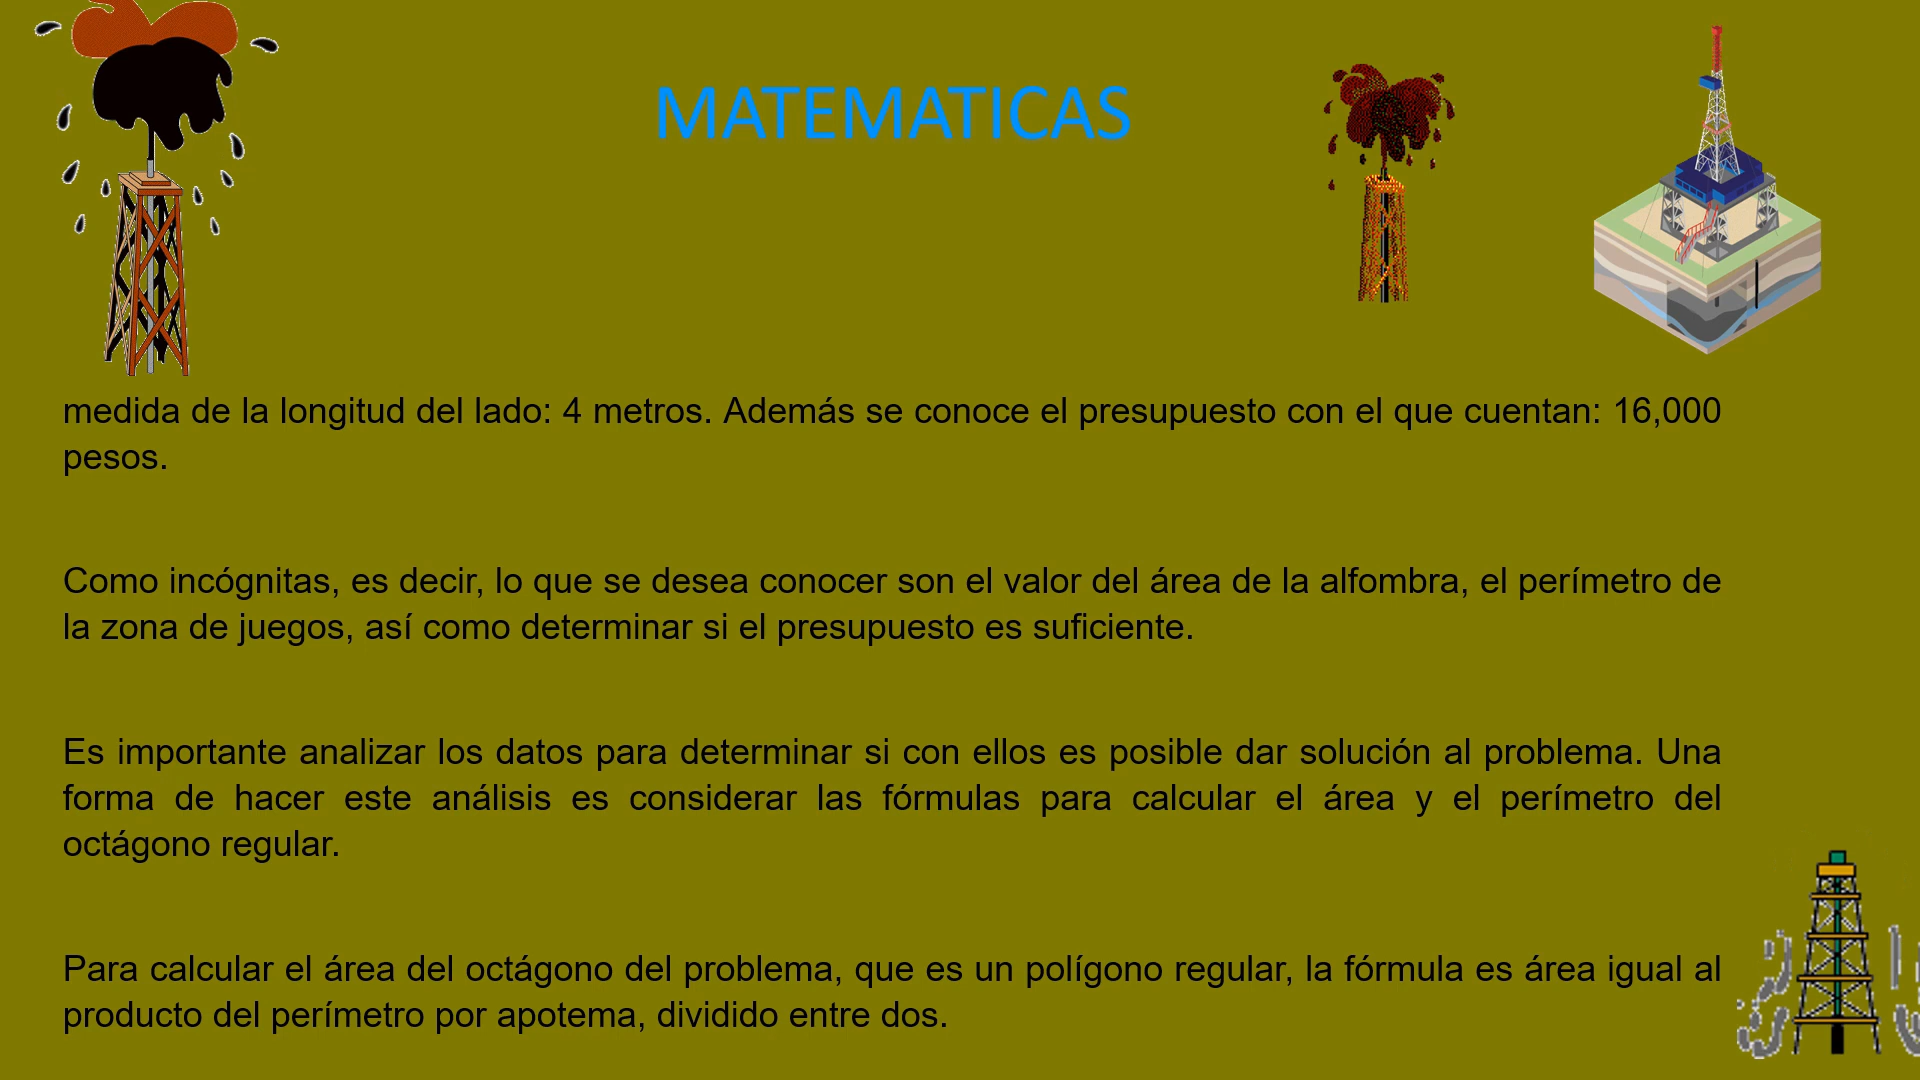 MATEMATICAS
medida de la longitud del lado: 4 metros. Además se conoce el presupuesto con el que cuentan: 16,000
pesos.
Como incógnitas, es decir, lo que se desea conocer son el valor del área de la alfombra, el perímetro de
la zona de juegos, así como determinar si el presupuesto es suficiente.
Es importante analizar los datos para determinar si con ellos es posible dar solución al problema. Una
forma de hacer este análisis es considerar las fórmulas para calcular el área y el perímetro del
octágono regular.
Para calcular el área del octágono del problema, que es un polígono regular, la fórmula es área igual al
producto del perímetro por apotema, dividido entre dos.